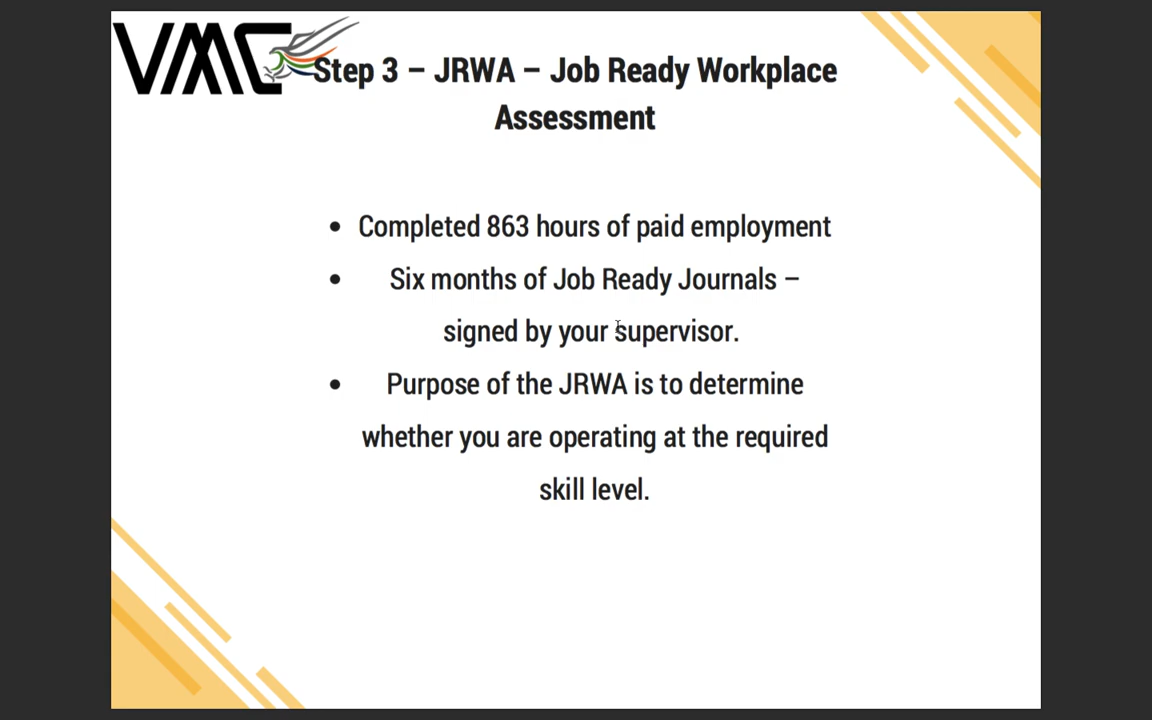 VMC
Step 3 – JRWA – Job Ready Workplace
Assessment
• Completed 863 hours of paid employment
• Six months of Job Ready Journals –
signed by your supervisor.
• Purpose of the JRWA is to determine
whether you are operating at the required
skill level.